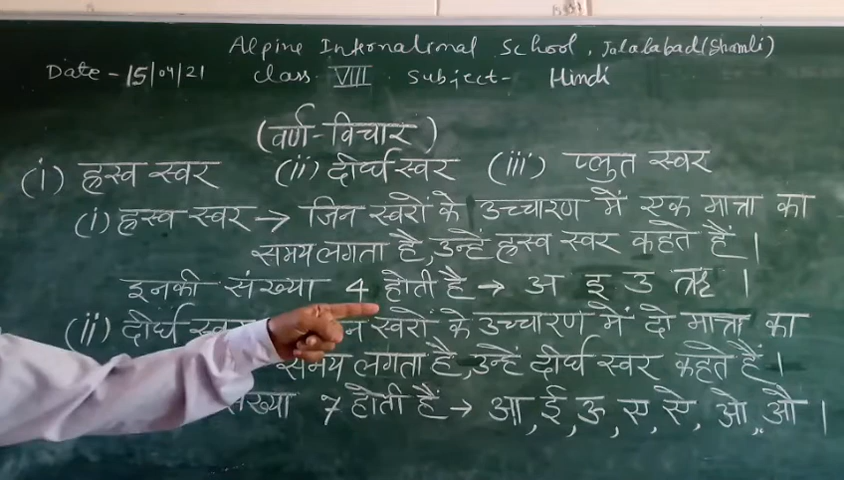 Alpine International School, Jalalabad (Shamli)
Date - 15/04/21 Class VIII Subject - Hindi
(वर्ण-विचार)
(i) ह्रस्व स्वर (ii) दीर्घ स्वर (iii) प्लुत स्वर
(i) ह्रस्व स्वर → जिन स्वरों के उच्चारण में एक मात्रा का
समय लगता है, उन्हें ह्रस्व स्वर कहते हैं।
इनकी संख्या 4 होती है → अ इ उ ऋ।
(ii) दीर्घ स्वरों के उच्चारण में दो मात्रा का
समय लगता है, उन्हें दीर्घ स्वर कहते हैं।
संख्या 7 होती है → आ, ई, ऊ, ए, ऐ, ओ, औ।